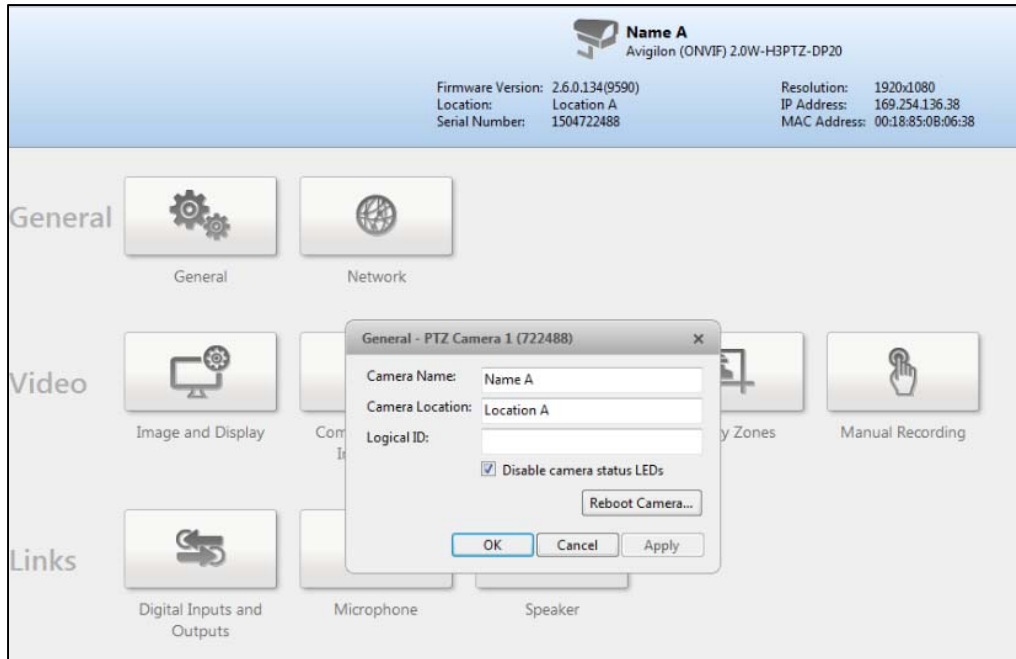 Name A
Avigilon (ONVIF) 2.0W-H3PTZ-DP20
Firmware Version: 2.6.0.134(9590)
Location: Location A
Serial Number: 1504722488
Resolution: 1920x1080
IP Address: 169.254.136.38
MAC Address: 00:18:85:0B:06:38
General
General
Network
General - PTZ Camera 1 (722488)
Camera Name: Name A
Camera Location: Location A
Logical ID:
Disable camera status LEDs
Reboot Camera...
OK Cancel Apply
Video
Image and Display
Zones
Manual Recording
Links
Digital Inputs and
Outputs
Microphone
Speaker